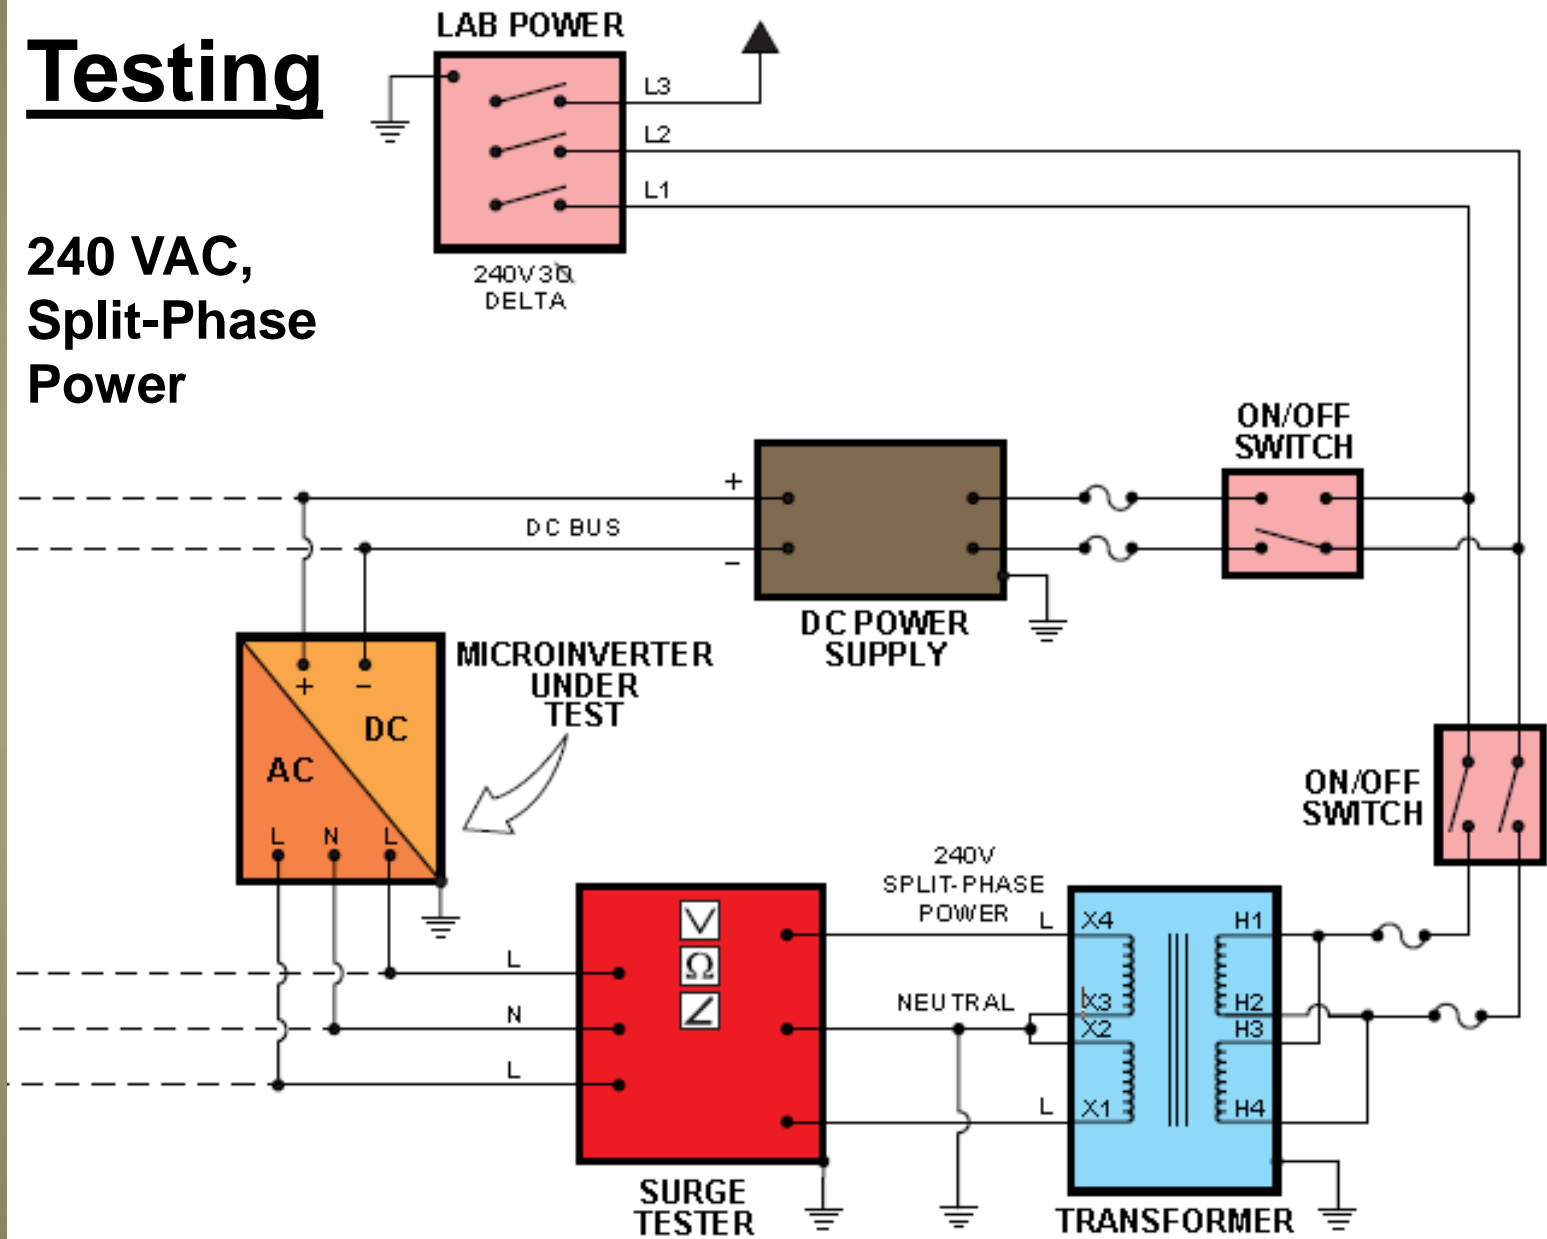 Testing
240 VAC,
Split-Phase
Power
LAB POWER
L3
L2
L1
240V 3Ø
DELTA
ON/OFF
SWITCH
+
DC BUS
−
DC POWER
SUPPLY
MICROINVERTER
UNDER
TEST
+ −
DC
AC
L N L
ON/OFF
SWITCH
240V
SPLIT-PHASE
POWER
L
NEUTRAL
L
X4
X3
X2
X1
H1
H2
H3
H4
L
N
L
V
Ω
SURGE
TESTER
TRANSFORMER